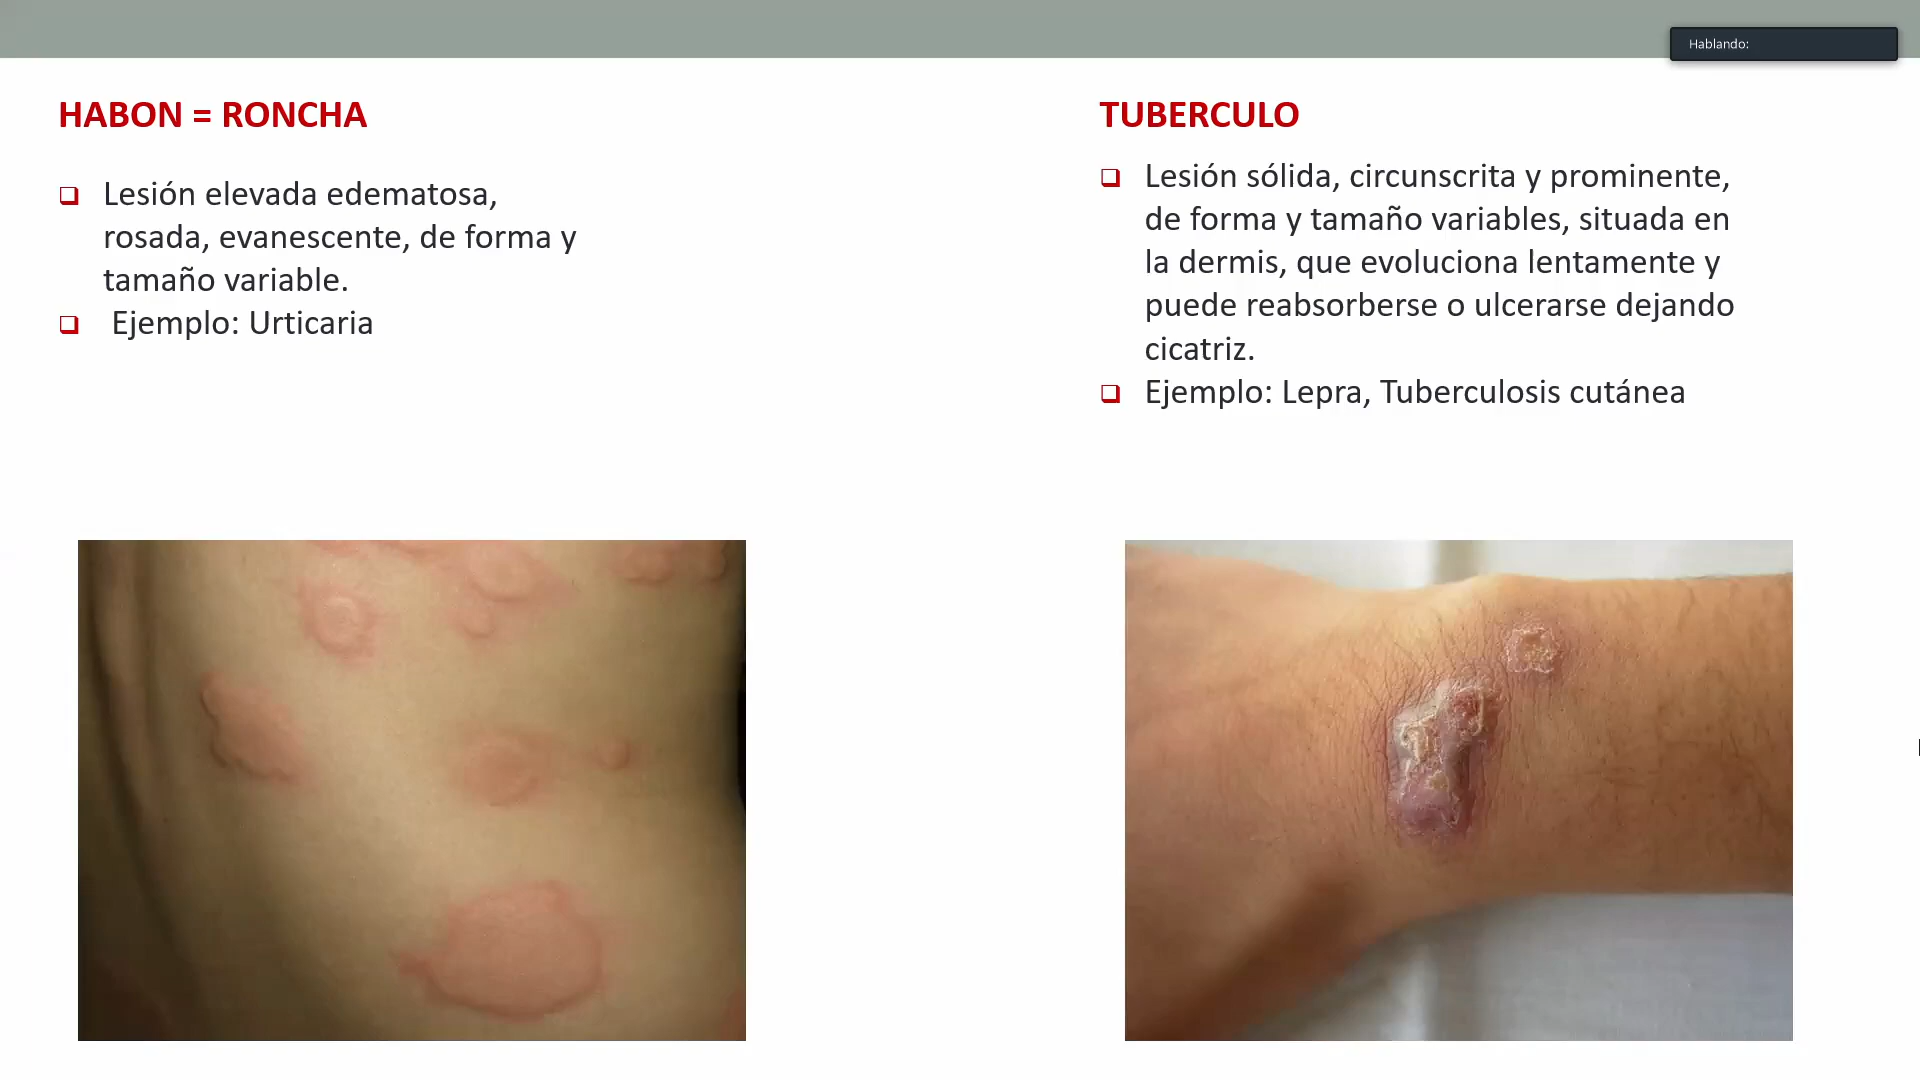 Hablando:
HABON = RONCHA
❑ Lesión elevada edematosa,
rosada, evanescente, de forma y
tamaño variable.
❑ Ejemplo: Urticaria
TUBERCULO
❑ Lesión sólida, circunscrita y prominente,
de forma y tamaño variables, situada en
la dermis, que evoluciona lentamente y
puede reabsorberse o ulcerarse dejando
cicatriz.
❑ Ejemplo: Lepra, Tuberculosis cutánea